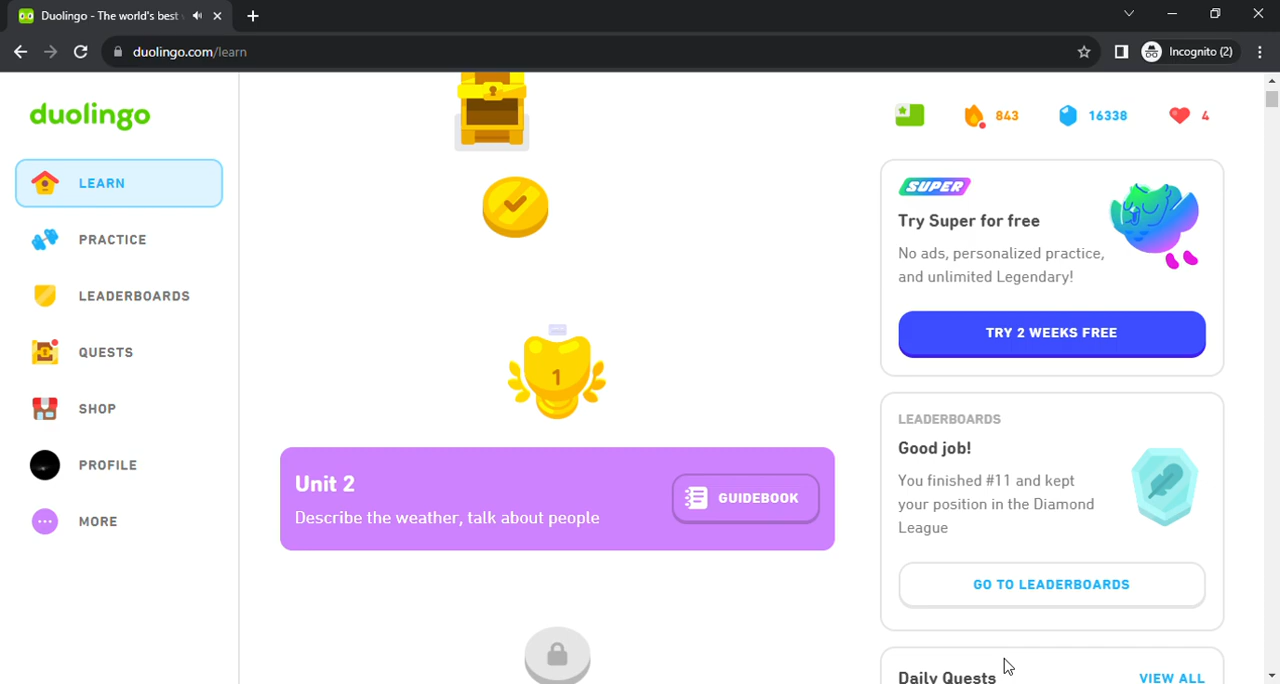 Duolingo - The world's best
duolingo.com/learn
Incognito (2)
duolingo
LEARN
PRACTICE
LEADERBOARDS
QUESTS
SHOP
PROFILE
MORE
1
Unit 2
Describe the weather, talk about people
GUIDEBOOK
843
16338
4
SUPER
Try Super for free
No ads, personalized practice,
and unlimited Legendary!
TRY 2 WEEKS FREE
LEADERBOARDS
Good job!
You finished #11 and kept
your position in the Diamond
League
GO TO LEADERBOARDS
Daily Quests
VIEW ALL